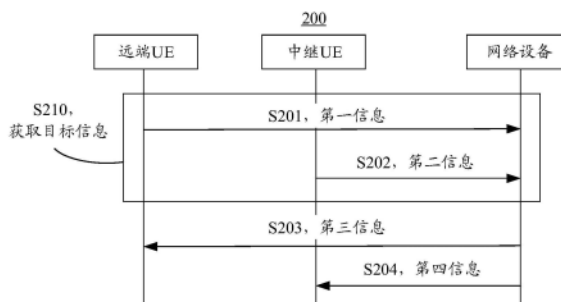 200
远端UE
中继UE
网络设备
S210,
获取目标信息
S201, 第一信息
S202, 第二信息
S203, 第三信息
S204, 第四信息